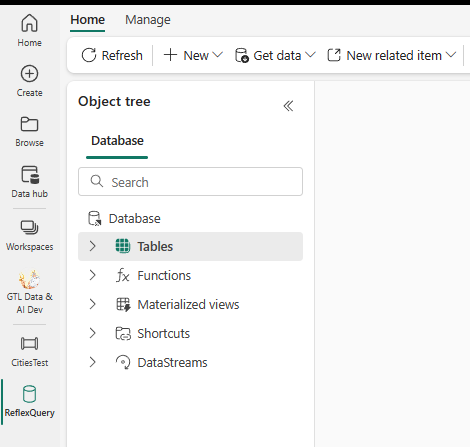 Home
Manage
Refresh
New
Get data
New related item
Home
Create
Browse
Data hub
Workspaces
GTL Data &
AI Dev
CitiesTest
ReflexQuery
Object tree
Database
Search
Database
Tables
Functions
Materialized views
Shortcuts
DataStreams